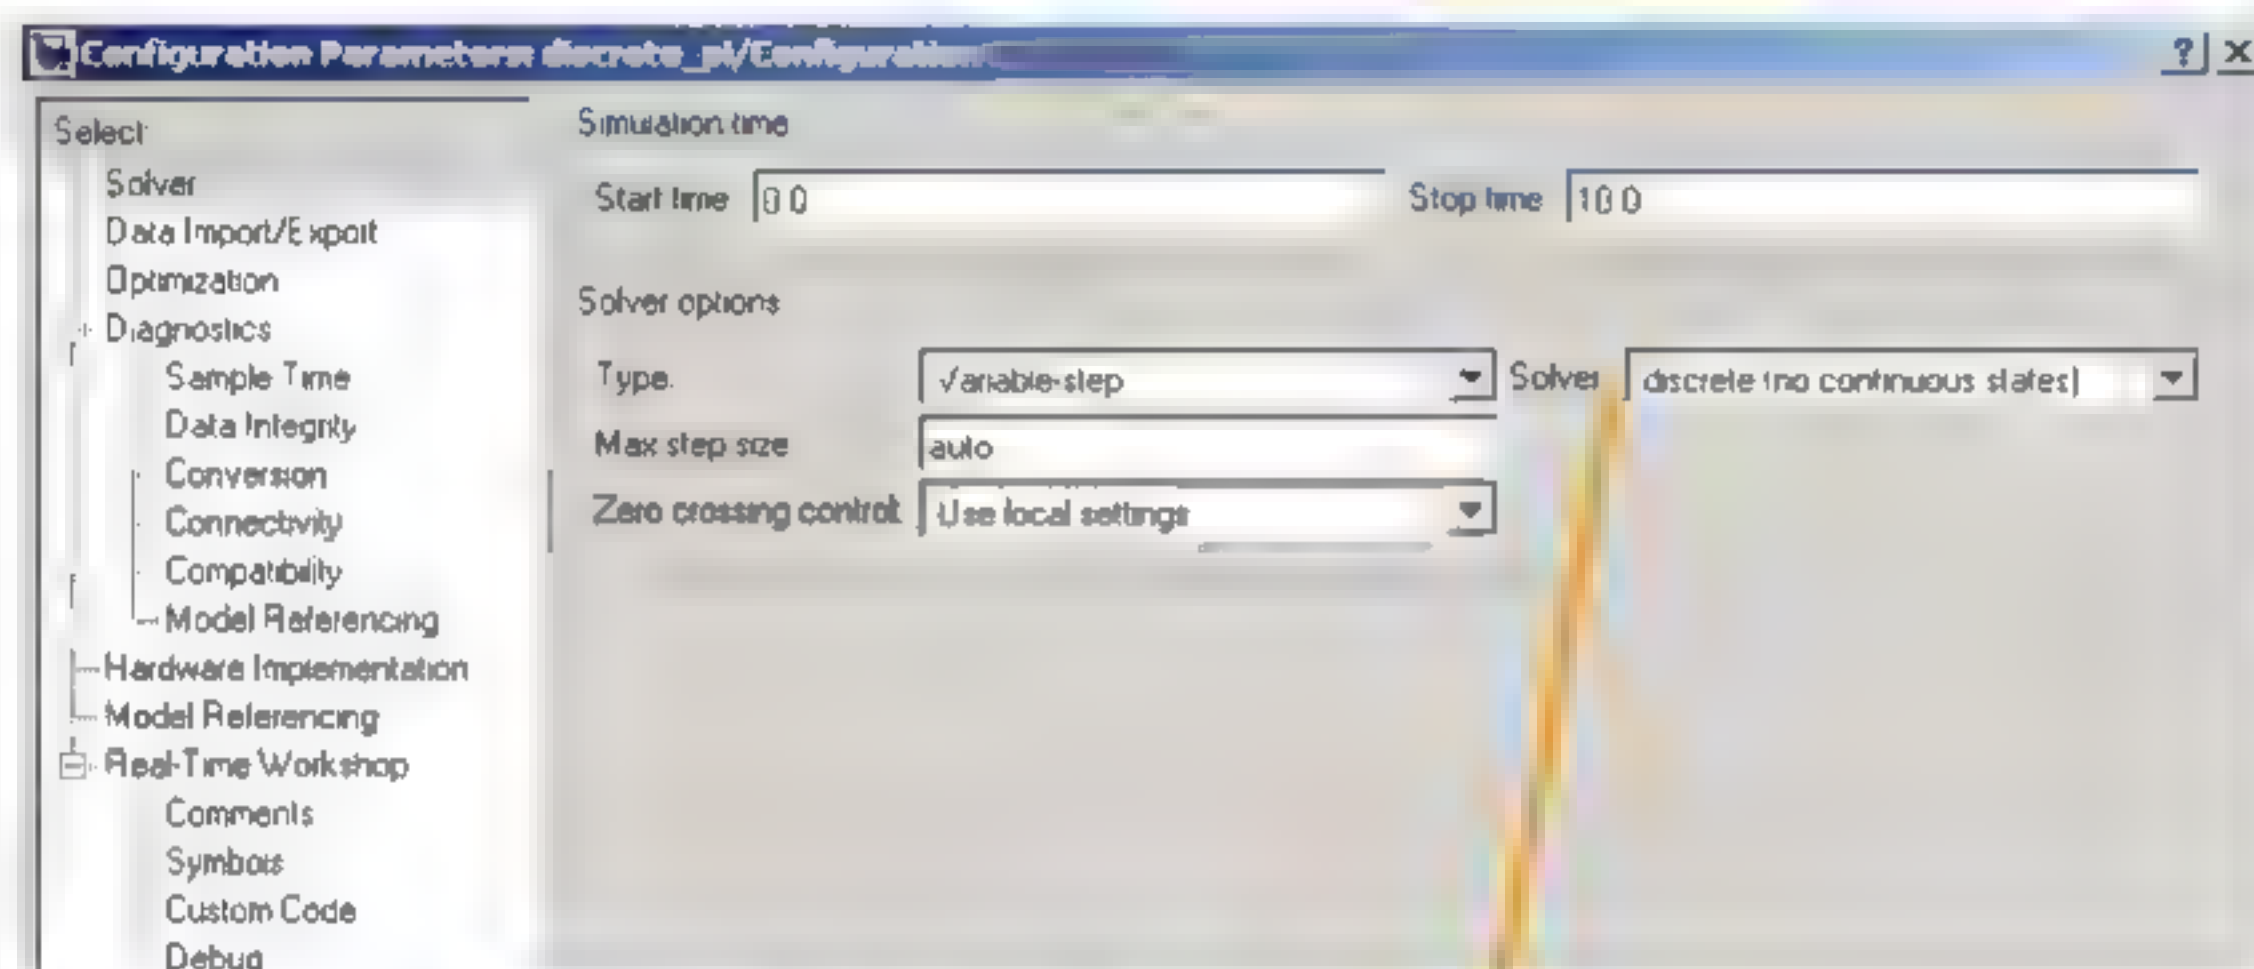 Configuration Parameters: discrete_pi/Configuration
Select:
Solver
Data Import/Export
Optimization
Diagnostics
Sample Time
Data Integrity
Conversion
Connectivity
Compatibility
Model Referencing
Hardware Implementation
Model Referencing
Real-Time Workshop
Comments
Symbols
Custom Code
Debug
Simulation time
Start time: 0.0 Stop time: 10.0
Solver options
Type: Variable-step Solver: discrete (no continuous states)
Max step size: auto
Zero crossing control: Use local settings